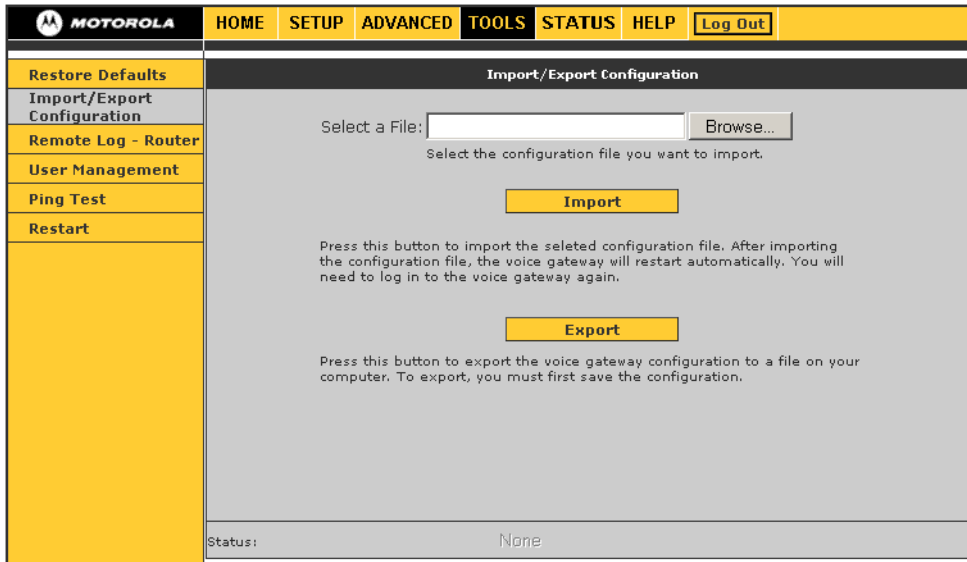 MOTOROLA
HOME SETUP ADVANCED TOOLS STATUS HELP Log Out
Restore Defaults
Import/Export
Configuration
Remote Log - Router
User Management
Ping Test
Restart
Import/Export Configuration
Select a File: Browse...
Select the configuration file you want to import.
Import
Press this button to import the seleted configuration file. After importing
the configuration file, the voice gateway will restart automatically. You will
need to log in to the voice gateway again.
Export
Press this button to export the voice gateway configuration to a file on your
computer. To export, you must first save the configuration.
Status: None